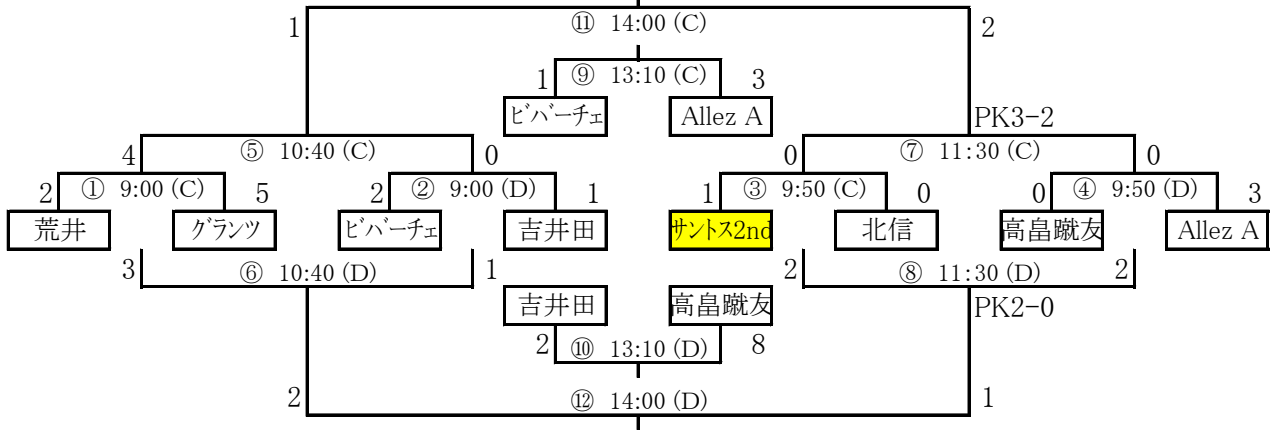 1 ⑪ 14:00 (C) 2
1 ⑨ 13:10 (C) 3
ビバーチェ Allez A PK3-2
4 ⑤ 10:40 (C) 0 0 ⑦ 11:30 (C) 0
2 ① 9:00 (C) 5 2 ② 9:00 (D) 1 1 ③ 9:50 (C) 0 0 ④ 9:50 (D) 3
荒井 グランツ ビバーチェ 吉井田 サントス2nd 北信 高畠蹴友 Allez A
3 ⑥ 10:40 (D) 1 2 ⑧ 11:30 (D) 2
吉井田 高畠蹴友 PK2-0
2 ⑩ 13:10 (D) 8
2 ⑫ 14:00 (D) 1